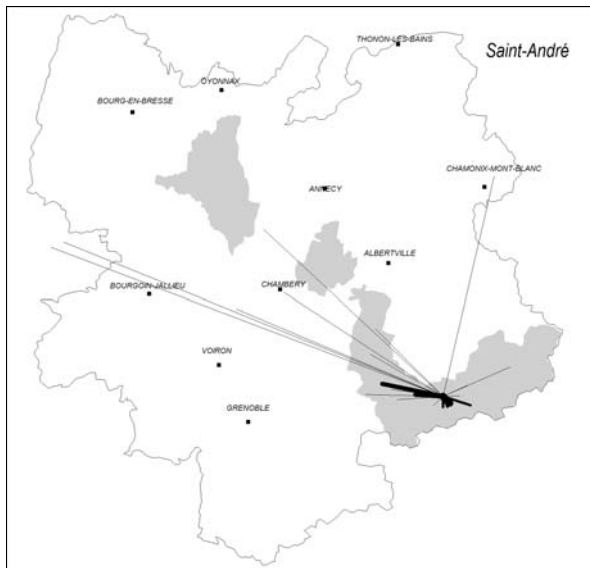 THONON-LES-BAINS
Saint-André
OYONNAX
BOURG-EN-BRESSE
CHAMONIX-MONT-BLANC
ANNECY
ALBERTVILLE
BOURGOIN-JALLIEU
CHAMBERY
VOIRON
GRENOBLE